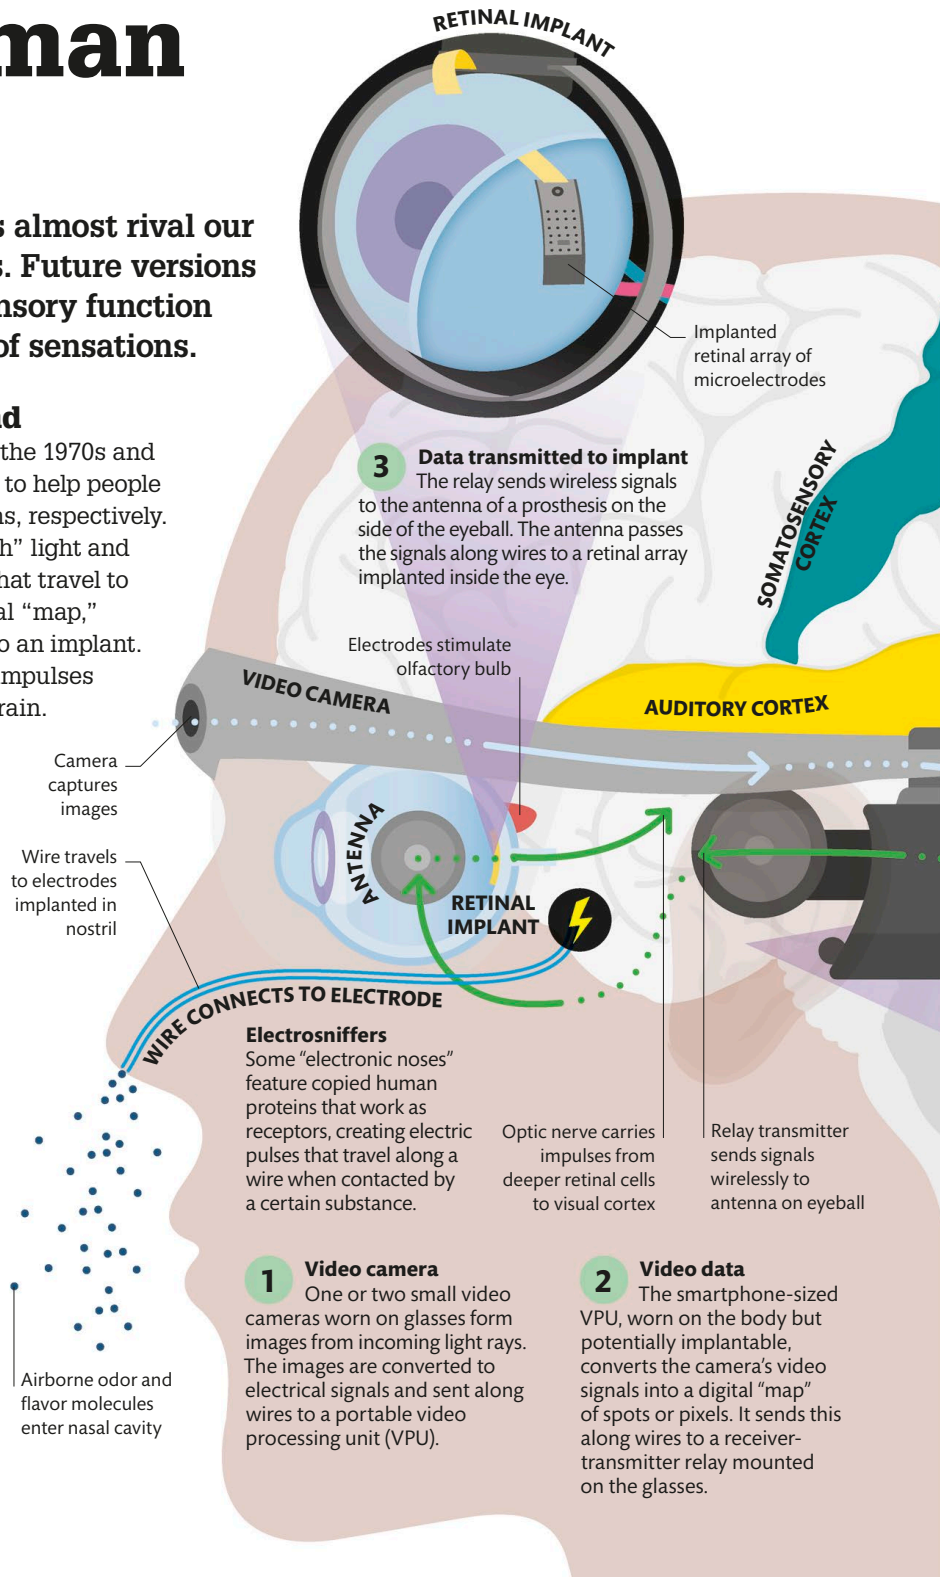 man
s almost rival our
s. Future versions
nsory function
of sensations.
nd
the 1970s and
to help people
ns, respectively.
h” light and
hat travel to
al “map,”
o an implant.
mpulses
rain.
RETINAL IMPLANT
Implanted
retinal array of
microelectrodes
3 Data transmitted to implant
The relay sends wireless signals
to the antenna of a prosthesis on the
side of the eyeball. The antenna passes
the signals along wires to a retinal array
implanted inside the eye.
SOMATOSENSORY
CORTEX
Electrodes stimulate
olfactory bulb
VIDEO CAMERA
AUDITORY CORTEX
Camera
captures
images
ANTENNA
Wire travels
to electrodes
implanted in
nostril
RETINAL
IMPLANT
WIRE CONNECTS TO ELECTRODE
Electrosniffers
Some “electronic noses”
feature copied human
proteins that work as
receptors, creating electric
pulses that travel along a
wire when contacted by
a certain substance.
Optic nerve carries
impulses from
deeper retinal cells
to visual cortex
Relay transmitter
sends signals
wirelessly to
antenna on eyeball
1 Video camera
One or two small video
cameras worn on glasses form
images from incoming light rays.
The images are converted to
electrical signals and sent along
wires to a portable video
processing unit (VPU).
2 Video data
The smartphone-sized
VPU, worn on the body but
potentially implantable,
converts the camera’s video
signals into a digital “map”
of spots or pixels. It sends this
along wires to a receiver-
transmitter relay mounted
on the glasses.
Airborne odor and
flavor molecules
enter nasal cavity